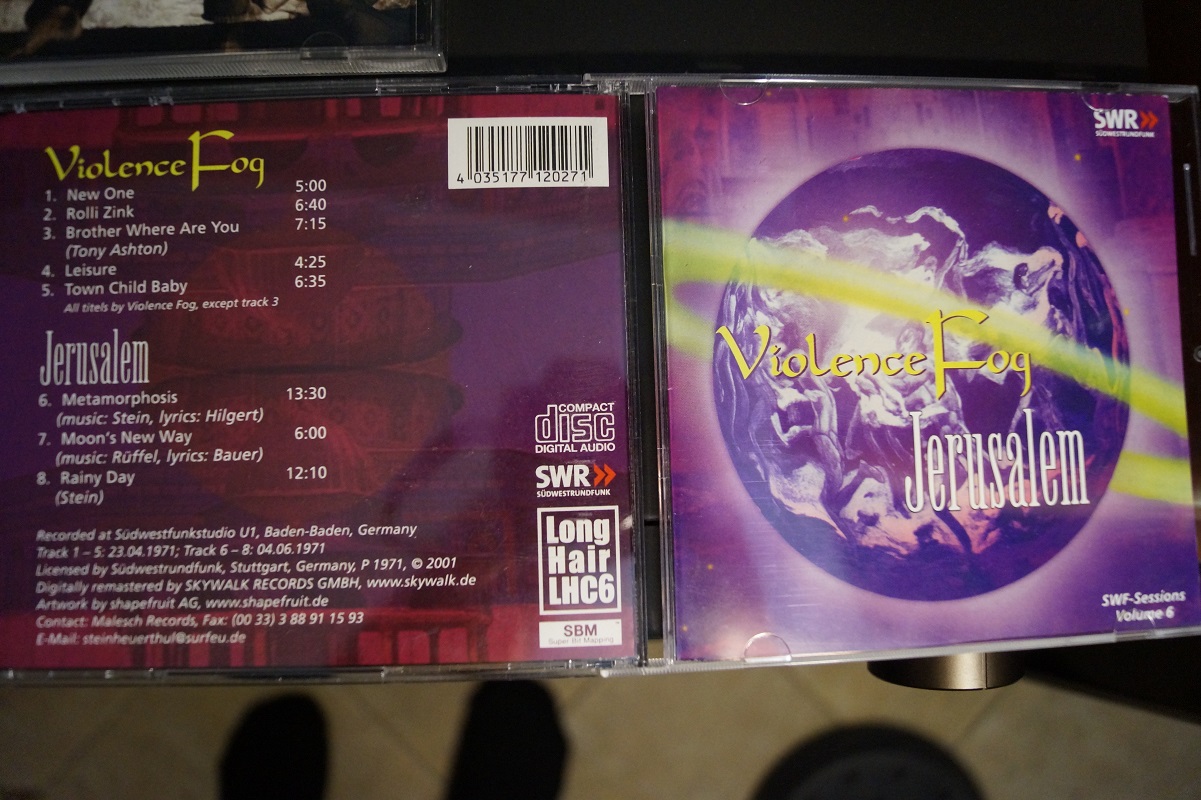 Violence Fog
1. New One 5:00
2. Rolli Zink 6:40
3. Brother Where Are You 7:15
(Tony Ashton)
4. Leisure 4:25
5. Town Child Baby 6:35
All titels by Violence Fog, except track 3
Jerusalem
6. Metamorphosis 13:30
(music: Stein, lyrics: Hilgert)
7. Moon's New Way 6:00
(music: Rüffel, lyrics: Bauer)
8. Rainy Day 12:10
(Stein)
Recorded at Südwestfunkstudio U1, Baden-Baden, Germany
Track 1 – 5: 23.04.1971; Track 6 – 8: 04.06.1971
Licensed by Südwestrundfunk, Stuttgart, Germany, P 1971, © 2001
Digitally remastered by SKYWALK RECORDS GMBH, www.skywalk.de
Artwork by shapefruit AG, www.shapefruit.de
Contact: Malesch Records, Fax: (00 33) 3 88 91 15 93
E-Mail: steinheuerthul@surfeu.de
4 035177 120271
COMPACT
disc
DIGITAL AUDIO
SWR
SÜDWESTRUNDFUNK
Long
Hair
LHC6
SBM
Super Bit Mapping
SWR
SÜDWESTRUNDFUNK
Violence Fog
Jerusalem
SWF-Sessions
Volume 6